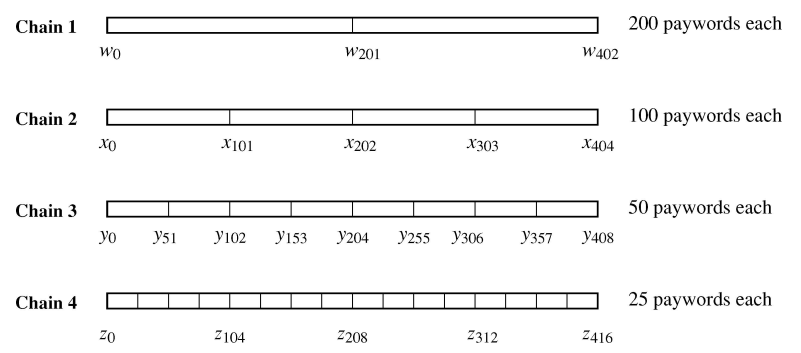 Chain 1 200 paywords each
w0 w201 w402
Chain 2 100 paywords each
x0 x101 x202 x303 x404
Chain 3 50 paywords each
y0 y51 y102 y153 y204 y255 y306 y357 y408
Chain 4 25 paywords each
z0 z104 z208 z312 z416